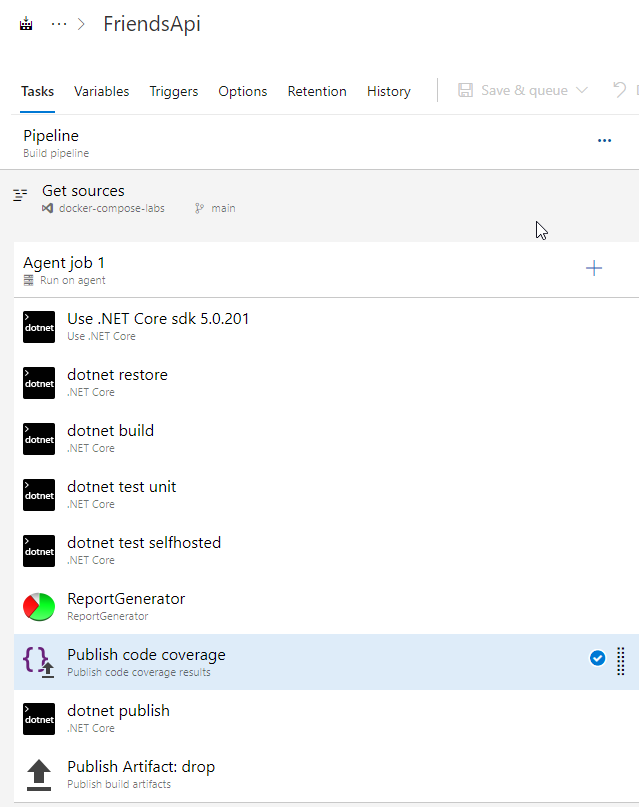 ... > FriendsApi
Tasks Variables Triggers Options Retention History Save & queue
Pipeline
Build pipeline
...
Get sources
docker-compose-labs main
Agent job 1
Run on agent
+
dotnet Use .NET Core sdk 5.0.201
Use .NET Core
dotnet dotnet restore
.NET Core
dotnet dotnet build
.NET Core
dotnet dotnet test unit
.NET Core
dotnet dotnet test selfhosted
.NET Core
ReportGenerator
ReportGenerator
Publish code coverage
Publish code coverage results
dotnet dotnet publish
.NET Core
Publish Artifact: drop
Publish build artifacts